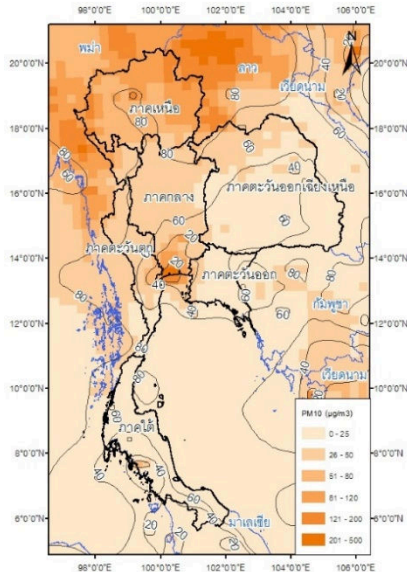 96°0'0"E 98°0'0"E 100°0'0"E 102°0'0"E 104°0'0"E 106°0'0"E
N
พม่า
ลาว
เวียดนาม
20°0'0"N
18°0'0"N
16°0'0"N
14°0'0"N
12°0'0"N
10°0'0"N
8°0'0"N
6°0'0"N
ภาคเหนือ
ภาคกลาง
ภาคตะวันออกเฉียงเหนือ
ภาคตะวันตก
ภาคตะวันออก
กัมพูชา
เวียดนาม
ภาคใต้
มาเลเซีย
80
80
80
60
60
40
40
20
PM10 (µg/m3)
0 - 25
26 - 50
51 - 80
81 - 120
121 - 200
201 - 500
96°0'0"E 98°0'0"E 100°0'0"E 102°0'0"E 104°0'0"E 106°0'0"E